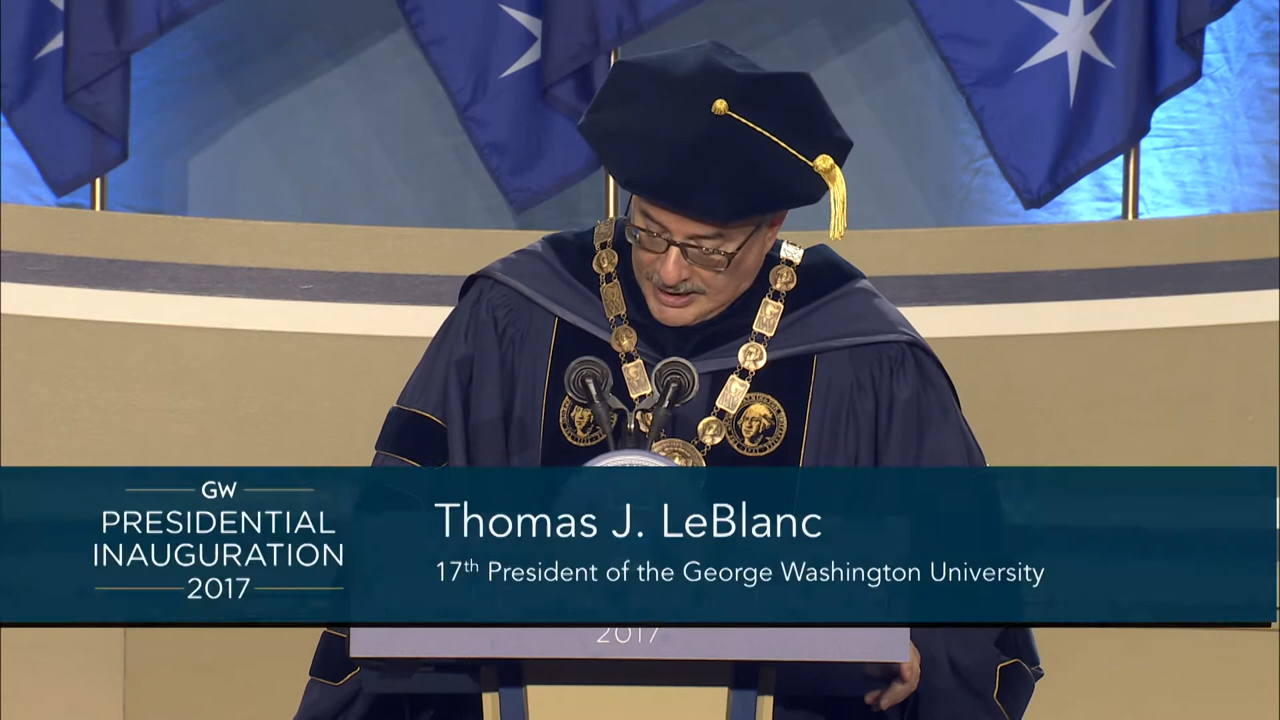 GW
PRESIDENTIAL
INAUGURATION
2017
Thomas J. LeBlanc
17th President of the George Washington University
2017